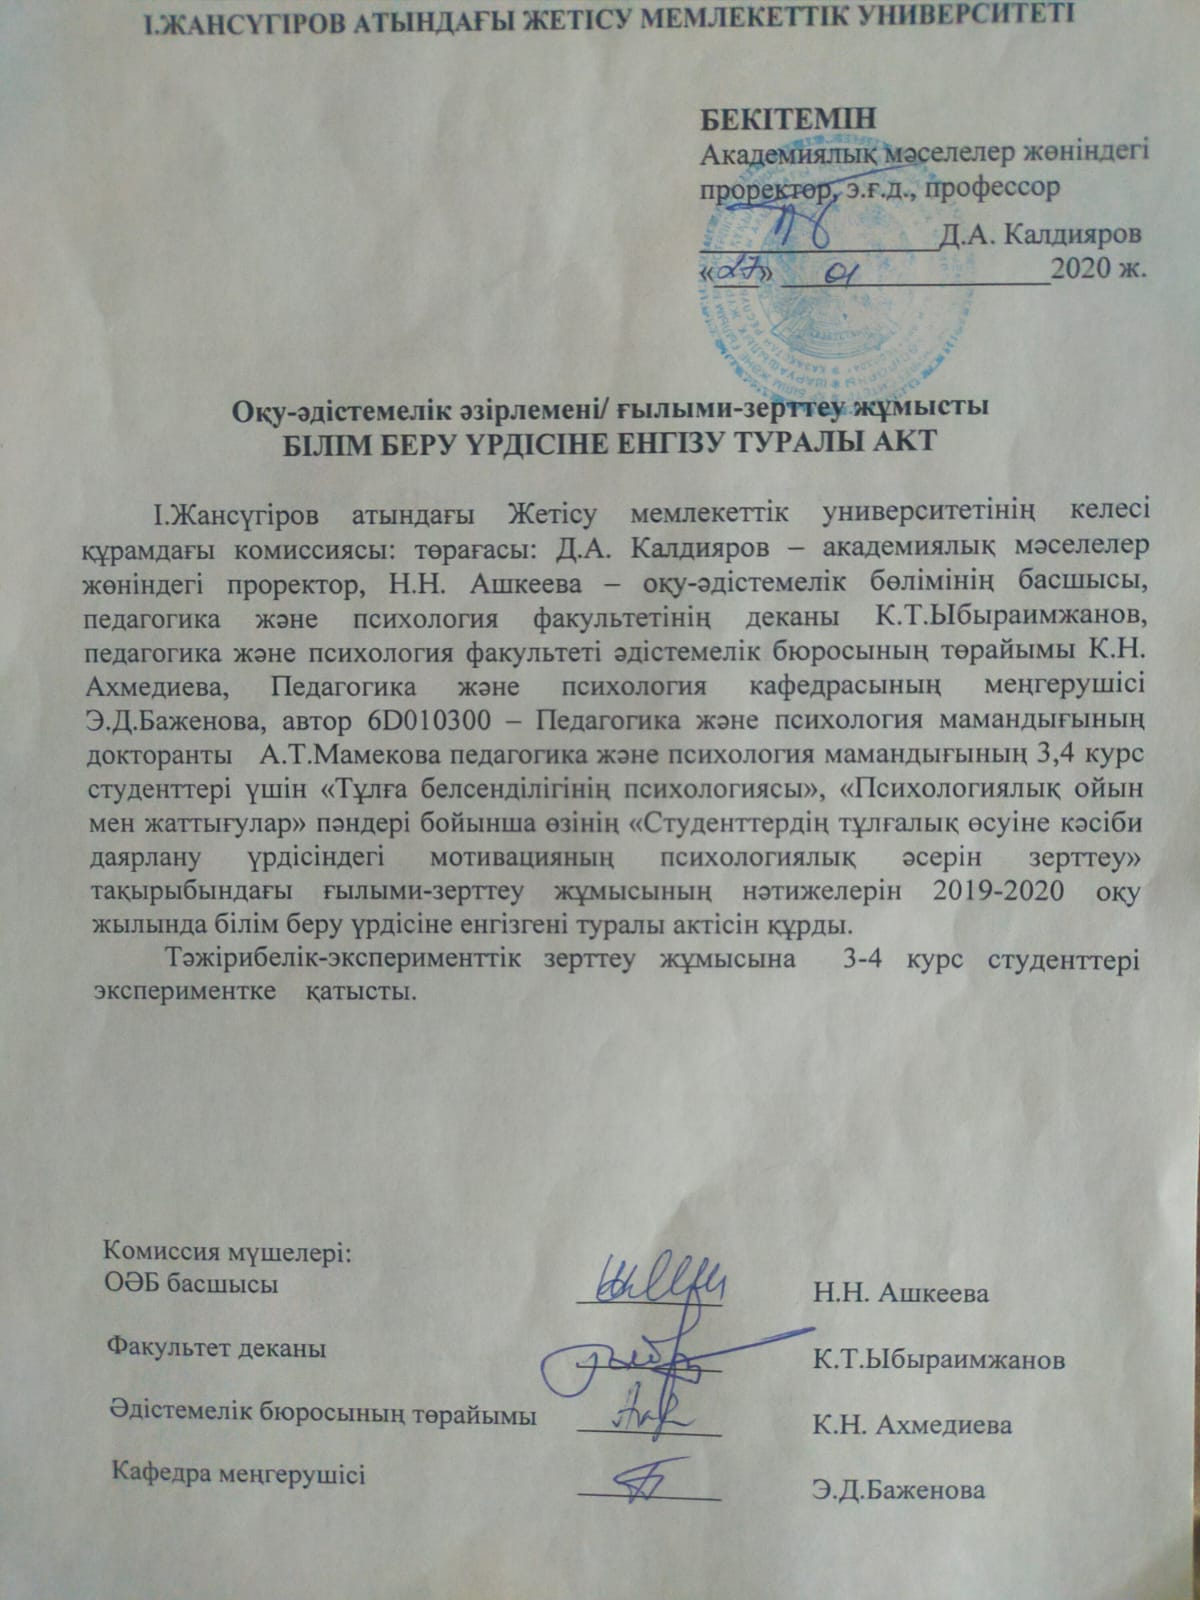 І.ЖАНСҮГІРОВ АТЫНДАҒЫ ЖЕТІСУ МЕМЛЕКЕТТІК УНИВЕРСИТЕТІ
БЕКІТЕМІН
Академиялық мәселелер жөніндегі
проректор, э.ғ.д., профессор
Д.А. Калдияров
«27» 01 2020 ж.
Оқу-әдістемелік әзірлемені/ ғылыми-зерттеу жұмысты
БІЛІМ БЕРУ ҮРДІСІНЕ ЕНГІЗУ ТУРАЛЫ АКТ
І.Жансүгіров атындағы Жетісу мемлекеттік университетінің келесі
құрамдағы комиссиясы: төрағасы: Д.А. Калдияров – академиялық мәселелер
жөніндегі проректор, Н.Н. Ашкеева – оқу-әдістемелік бөлімінің басшысы,
педагогика және психология факультетінің деканы К.Т.Ыбыраимжанов,
педагогика және психология факультеті әдістемелік бюросының төрайымы К.Н.
Ахмедиева, Педагогика және психология кафедрасының меңгерушісі
Э.Д.Баженова, автор 6D010300 – Педагогика және психология мамандығының
докторанты А.Т.Мамекова педагогика және психология мамандығының 3,4 курс
студенттері үшін «Тұлға белсенділігінің психологиясы», «Психологиялық ойын
мен жаттығулар» пәндері бойынша өзінің «Студенттердің тұлғалық өсуіне кәсіби
даярлану үрдісіндегі мотивацияның психологиялық әсерін зерттеу»
тақырыбындағы ғылыми-зерттеу жұмысының нәтижелерін 2019-2020 оқу
жылында білім беру үрдісіне енгізгені туралы актісін құрды.
Тәжірибелік-эксперименттік зерттеу жұмысына 3-4 курс студенттері
экспериментке қатысты.
Комиссия мүшелері:
ОӘБ басшысы Н.Н. Ашкеева
Факультет деканы К.Т.Ыбыраимжанов
Әдістемелік бюросының төрайымы К.Н. Ахмедиева
Кафедра меңгерушісі Э.Д.Баженова